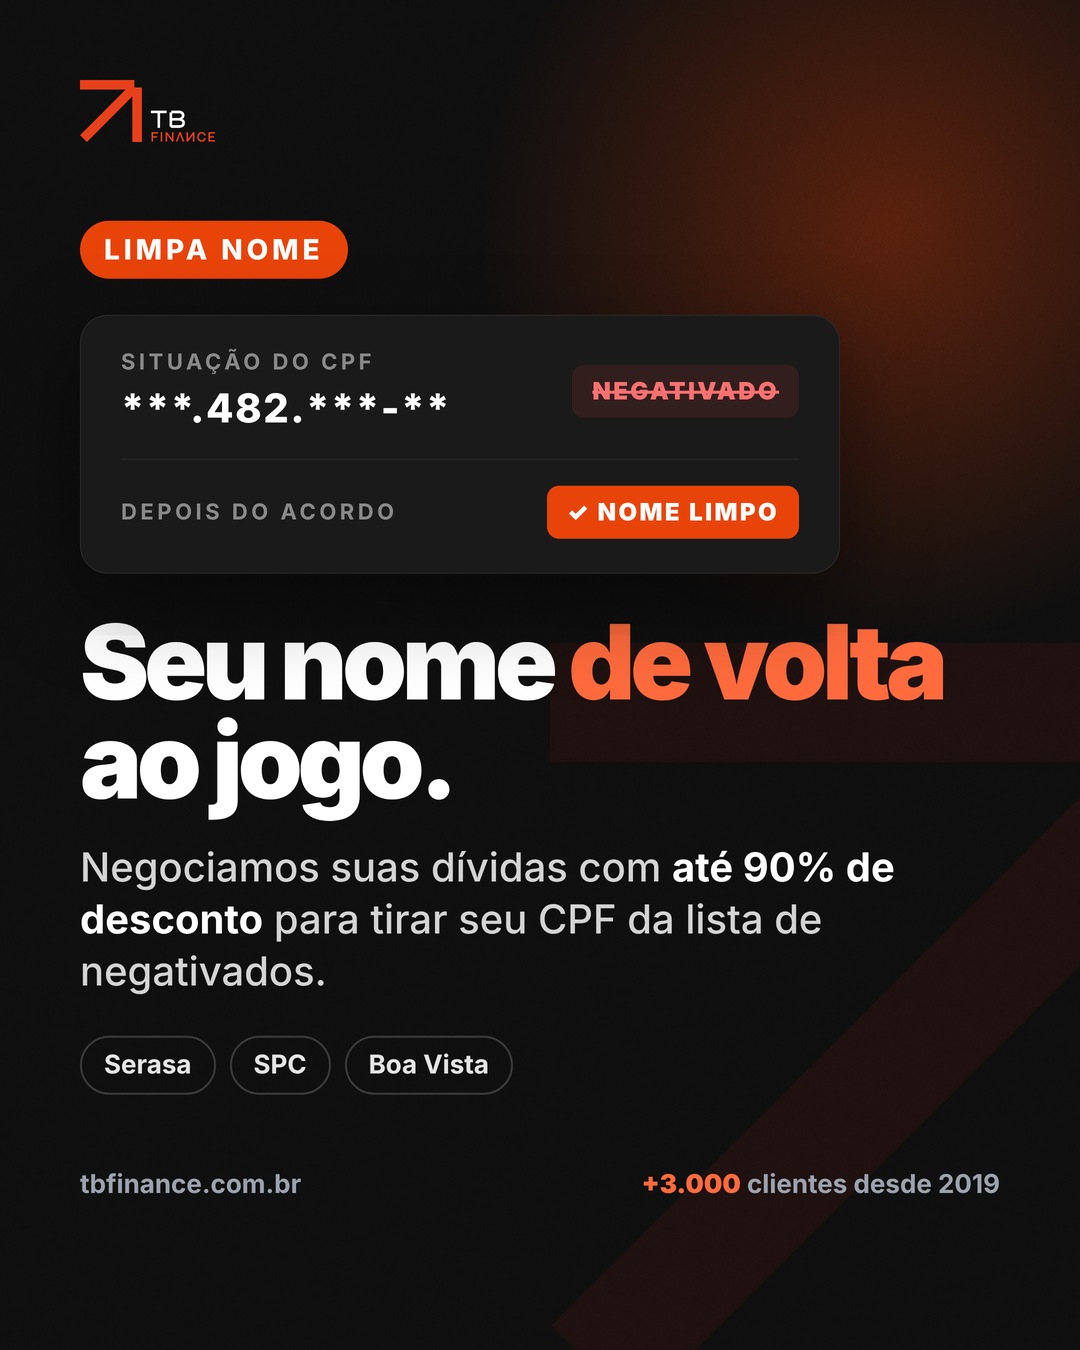 TB
FINANCE
LIMPA NOME
SITUAÇÃO DO CPF
***.482.***-**
NEGATIVADO
DEPOIS DO ACORDO
✓ NOME LIMPO
Seu nome de volta
ao jogo.
Negociamos suas dívidas com até 90% de
desconto para tirar seu CPF da lista de
negativados.
Serasa
SPC
Boa Vista
tbfinance.com.br
+3.000 clientes desde 2019